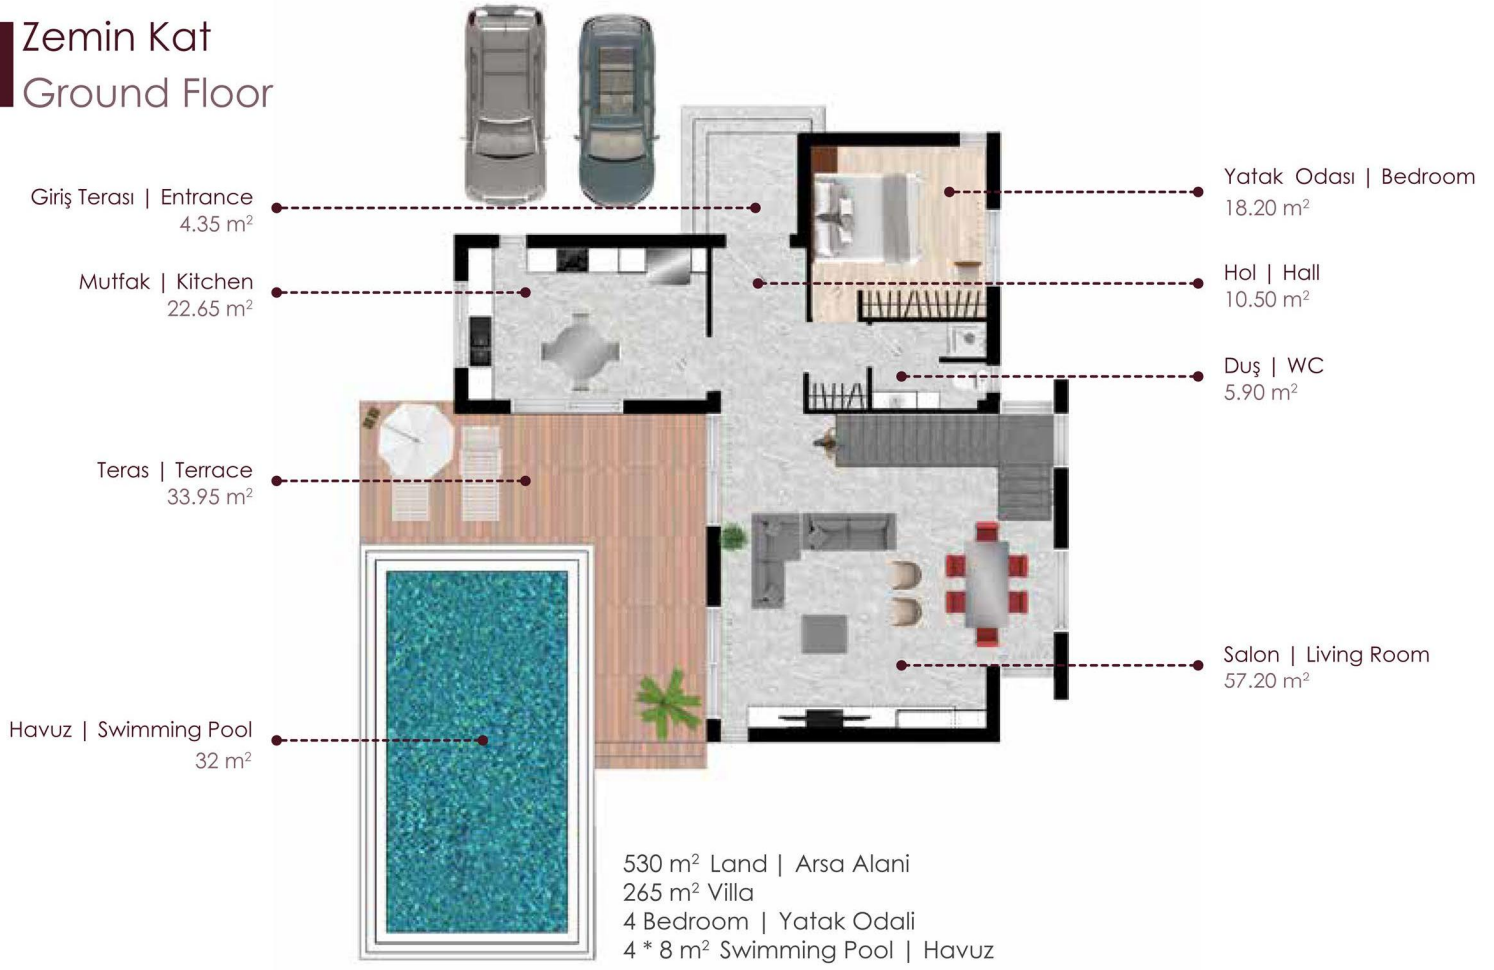 Zemin Kat
Ground Floor
Giriş Terası | Entrance
4.35 m²
Mutfak | Kitchen
22.65 m²
Teras | Terrace
33.95 m²
Havuz | Swimming Pool
32 m²
Yatak Odası | Bedroom
18.20 m²
Hol | Hall
10.50 m²
Duş | WC
5.90 m²
Salon | Living Room
57.20 m²
530 m² Land | Arsa Alani
265 m² Villa
4 Bedroom | Yatak Odali
4 * 8 m² Swimming Pool | Havuz